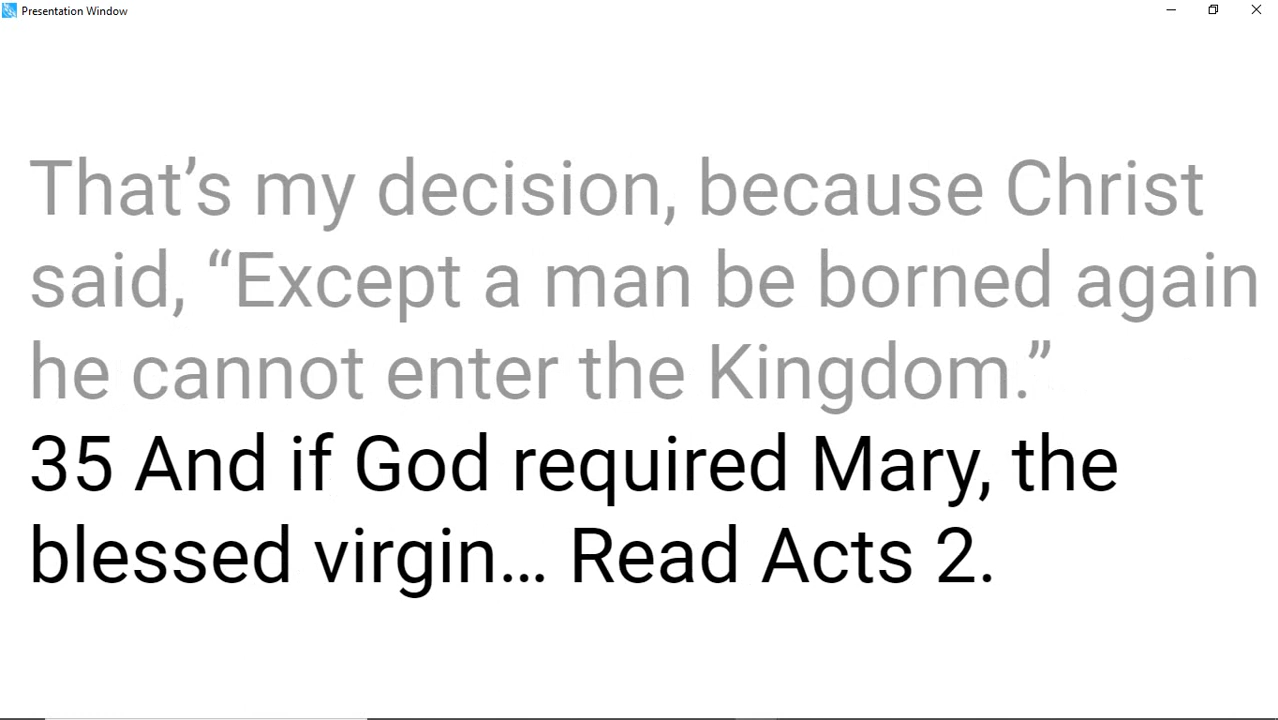 Presentation Window
That’s my decision, because Christ
said, “Except a man be borned again
he cannot enter the Kingdom.”
35 And if God required Mary, the
blessed virgin… Read Acts 2.